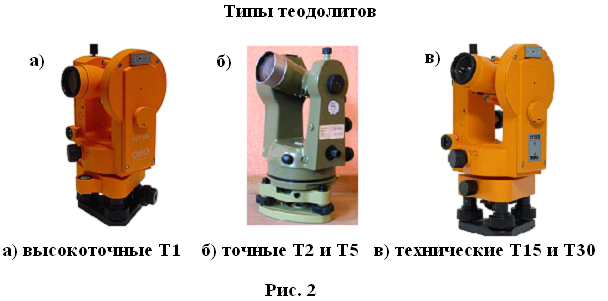 Типы теодолитов
а) б) в)
а) высокоточные Т1 б) точные Т2 и Т5 в) технические Т15 и Т30
Рис. 2